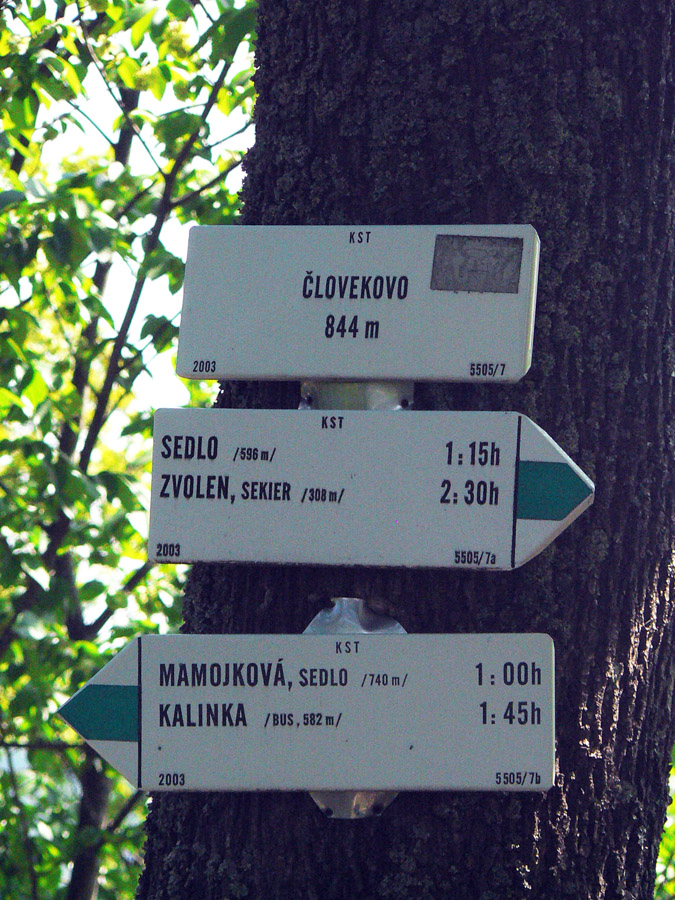 KST
ČLOVEKOVO
844 m
2003 5505/7
KST
SEDLO /596 m/ 1:15h
ZVOLEN, SEKIER /308 m/ 2:30h
2003 5505/7a
KST
MAMOJKOVÁ, SEDLO /740 m/ 1:00h
KALINKA /BUS, 582 m/ 1:45h
2003 5505/7b